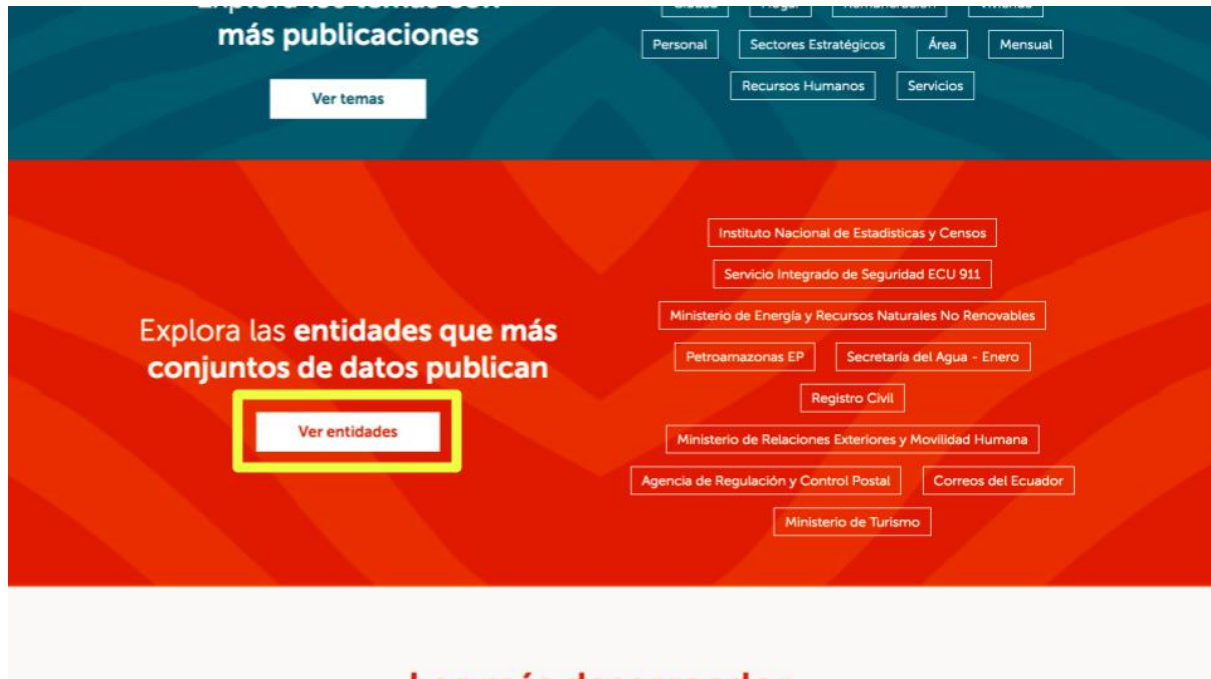 más publicaciones
Ver temas
Personal Sectores Estratégicos Área Mensual
Recursos Humanos Servicios
Explora las entidades que más
conjuntos de datos publican
Ver entidades
Instituto Nacional de Estadisticas y Censos
Servicio Integrado de Seguridad ECU 911
Ministerio de Energía y Recursos Naturales No Renovables
Petroamazonas EP Secretaría del Agua - Enero
Registro Civil
Ministerio de Relaciones Exteriores y Movilidad Humana
Agencia de Regulación y Control Postal Correos del Ecuador
Ministerio de Turismo